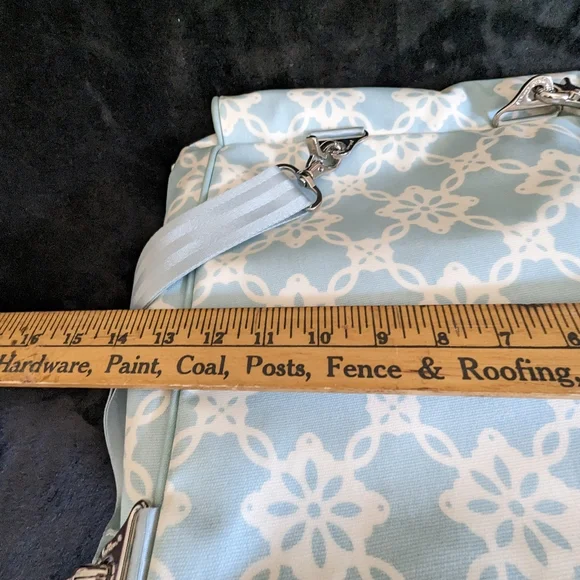 16 15 14 13 12 11 10 9 8 7 6
Hardware, Paint, Coal, Posts, Fence & Roofing,